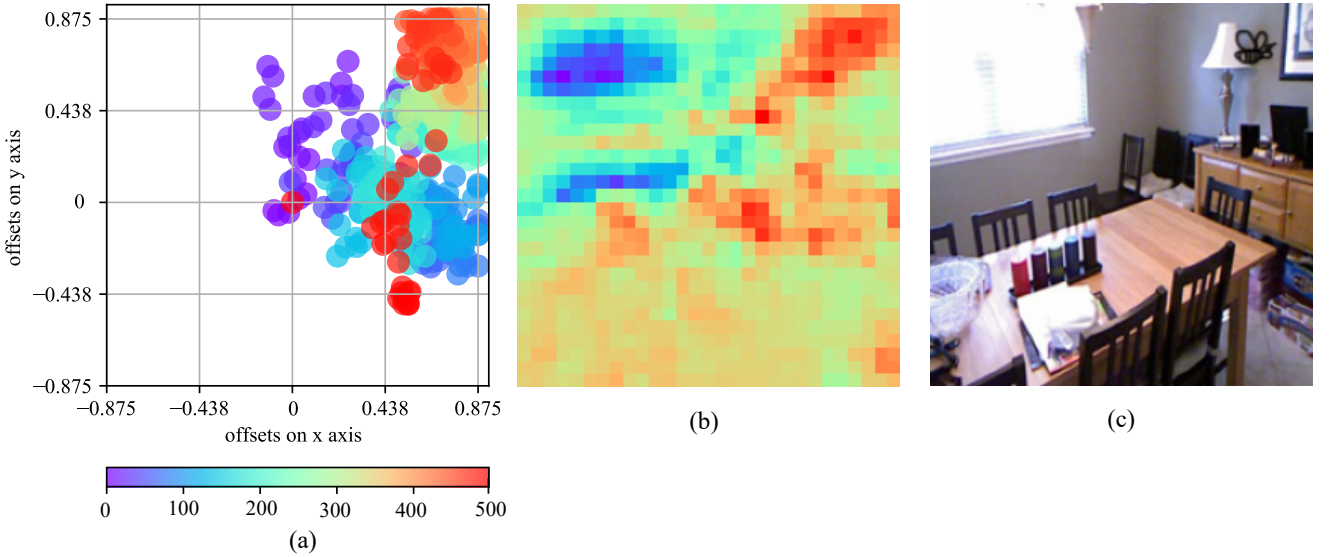 0.875
0.438
0
−0.438
−0.875
offsets on y axis
−0.875 −0.438 0 0.438 0.875
offsets on x axis
0 100 200 300 400 500
(a)
(b)
(c)